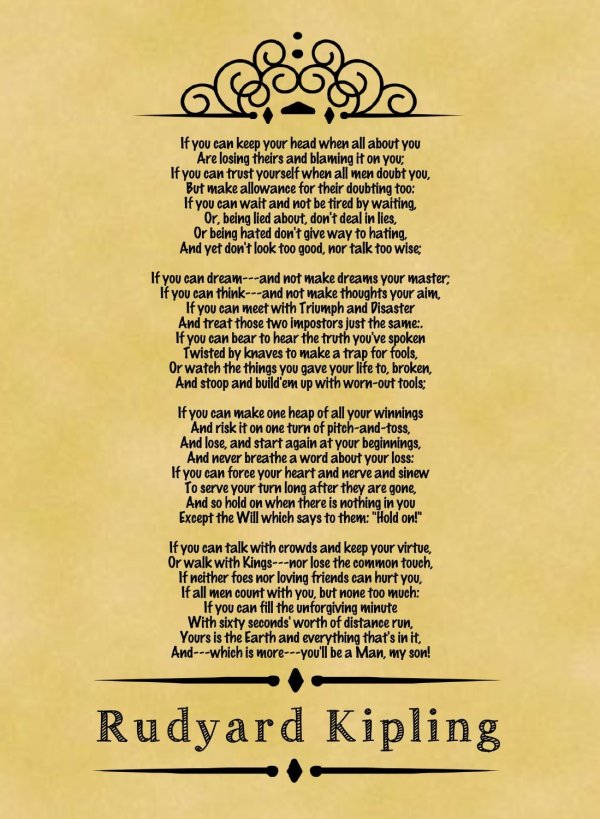 If you can keep your head when all about you
Are losing theirs and blaming it on you;
If you can trust yourself when all men doubt you,
But make allowance for their doubting too:
If you can wait and not be tired by waiting,
Or, being lied about, don't deal in lies,
Or being hated don't give way to hating,
And yet don't look too good, nor talk too wise;
If you can dream---and not make dreams your master;
If you can think---and not make thoughts your aim,
If you can meet with Triumph and Disaster
And treat those two impostors just the same:.
If you can bear to hear the truth you've spoken
Twisted by knaves to make a trap for fools,
Or watch the things you gave your life to, broken,
And stoop and build'em up with worn-out tools;
If you can make one heap of all your winnings
And risk it on one turn of pitch-and-toss,
And lose, and start again at your beginnings,
And never breathe a word about your loss:
If you can force your heart and nerve and sinew
To serve your turn long after they are gone,
And so hold on when there is nothing in you
Except the Will which says to them: "Hold on!"
If you can talk with crowds and keep your virtue,
Or walk with Kings---nor lose the common touch,
If neither foes nor loving friends can hurt you,
If all men count with you, but none too much:
If you can fill the unforgiving minute
With sixty seconds' worth of distance run,
Yours is the Earth and everything that's in it,
And---which is more---you'll be a Man, my son!
Rudyard Kipling